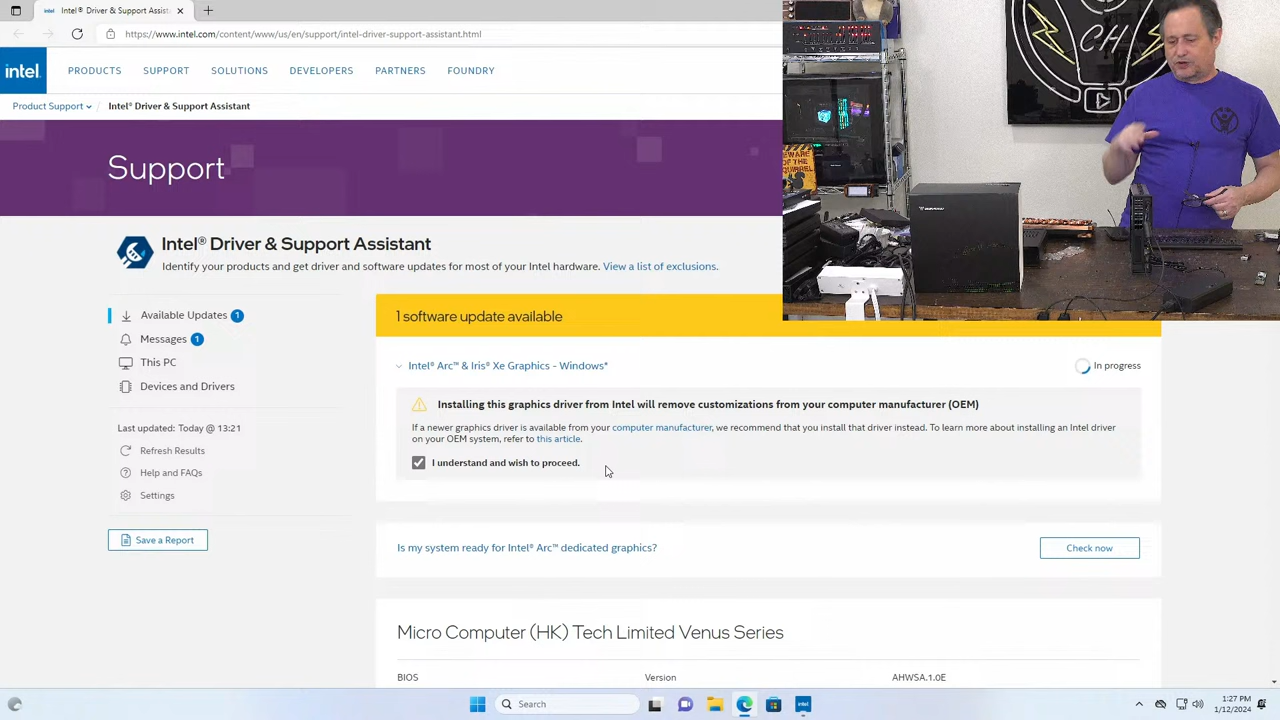 Intel® Driver & Support Assist
intel.com/content/www/us/en/support/intel-driver-support-assistant.html
intel.
PRODUCTS SUPPORT SOLUTIONS DEVELOPERS PARTNERS FOUNDRY
Product Support / Intel® Driver & Support Assistant
Support
Intel® Driver & Support Assistant
Identify your products and get driver and software updates for most of your Intel hardware. View a list of exclusions.
Available Updates 1
Messages 1
This PC
Devices and Drivers
Last updated: Today @ 13:21
Refresh Results
Help and FAQs
Settings
Save a Report
1 software update available
Intel® Arc™ & Iris® Xe Graphics - Windows*
In progress
Installing this graphics driver from Intel will remove customizations from your computer manufacturer (OEM)
If a newer graphics driver is available from your computer manufacturer, we recommend that you install that driver instead. To learn more about installing an Intel driver
on your OEM system, refer to this article.
I understand and wish to proceed.
Is my system ready for Intel® Arc™ dedicated graphics?
Check now
Micro Computer (HK) Tech Limited Venus Series
BIOS Version AHWSA.1.0E
BEWARE
OF THE
SQUIRREL
CH
Search
intel
1:27 PM
1/12/2024